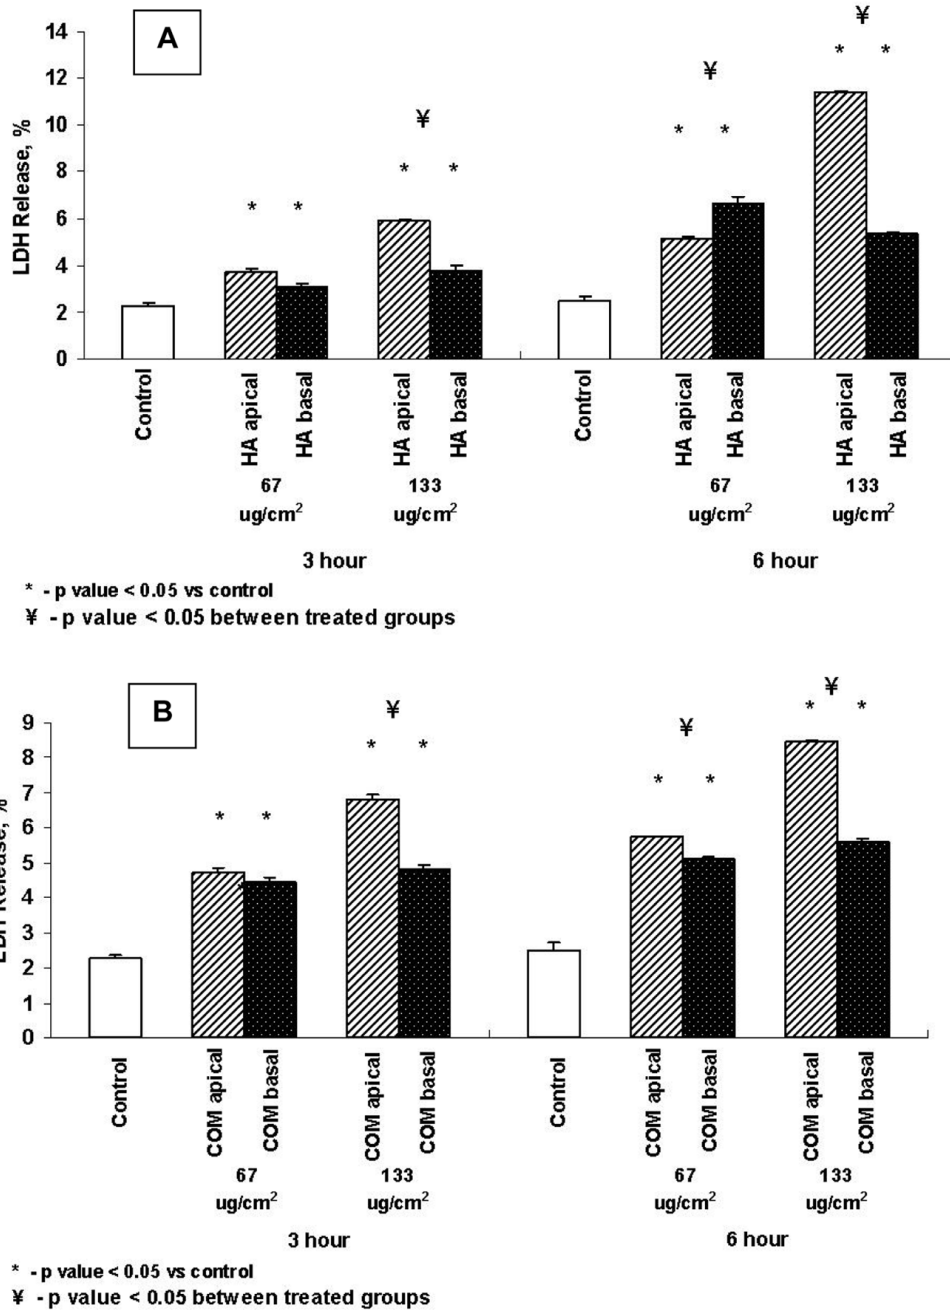 A
14
12
10
8
6
4
2
0
LDH Release, %
¥
* *
* *
¥
* *
¥
* *
¥
Control
HA apical
HA basal
HA apical
HA basal
Control
HA apical
HA basal
HA apical
HA basal
67 133 67 133
ug/cm² ug/cm² ug/cm² ug/cm²
3 hour 6 hour
* - p value < 0.05 vs control
¥ - p value < 0.05 between treated groups
B
9
8
7
6
5
4
3
2
1
0
LDH Release, %
* *
¥
* *
¥
* *
¥
* *
Control
COM apical
COM basal
COM apical
COM basal
Control
COM apical
COM basal
COM apical
COM basal
67 133 67 133
ug/cm² ug/cm² ug/cm² ug/cm²
3 hour 6 hour
* - p value < 0.05 vs control
¥ - p value < 0.05 between treated groups